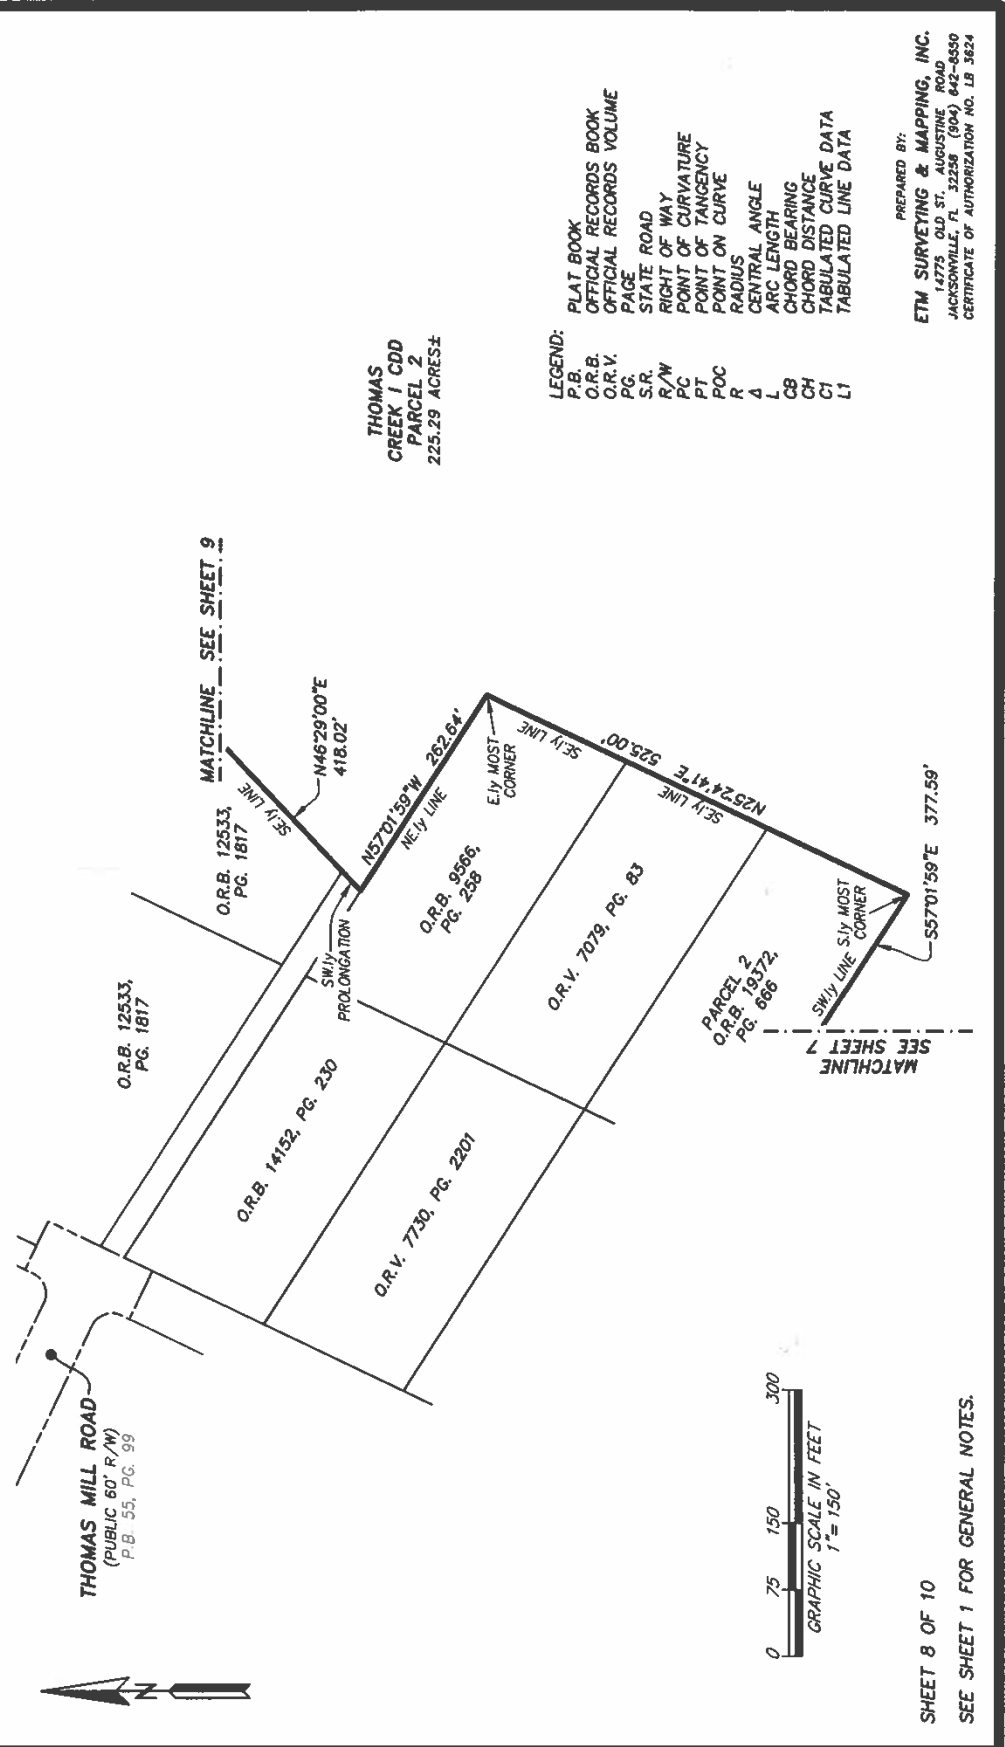 THOMAS MILL ROAD
(PUBLIC 60' R/W)
P.B. 55, PG. 99
O.R.B. 12533,
PG. 1817
O.R.B. 12533,
PG. 1817
MATCHLINE SEE SHEET 9
SE.ly LINE
N46°29'00"E
418.02'
SW.ly
PROLONGATION
N57°01'59"W 262.64'
NE.ly LINE
E.ly MOST
CORNER
O.R.B. 14152, PG. 230
O.R.B. 9566,
PG. 258
SE.ly LINE
N25°24'41"E 525.00'
SE.ly LINE
O.R.V. 7730, PG. 2201
O.R.V. 7079, PG. 83
PARCEL 2
O.R.B. 19372,
PG. 666
SW.ly LINE
S.ly MOST
CORNER
S57°01'59"E 377.59'
MATCHLINE
SEE SHEET 7
THOMAS
CREEK I CDD
PARCEL 2
225.29 ACRES±
LEGEND:
P.B. PLAT BOOK
O.R.B. OFFICIAL RECORDS BOOK
O.R.V. OFFICIAL RECORDS VOLUME
PG. PAGE
S.R. STATE ROAD
R/W RIGHT OF WAY
PC POINT OF CURVATURE
PT POINT OF TANGENCY
POC POINT ON CURVE
R RADIUS
Δ CENTRAL ANGLE
L ARC LENGTH
CB CHORD BEARING
CH CHORD DISTANCE
C1 TABULATED CURVE DATA
L1 TABULATED LINE DATA
N
0 75 150 300
GRAPHIC SCALE IN FEET
1"= 150'
SHEET 8 OF 10
SEE SHEET 1 FOR GENERAL NOTES.
PREPARED BY:
ETM SURVEYING & MAPPING, INC.
14775 OLD ST. AUGUSTINE ROAD
JACKSONVILLE, FL 32258 (904) 642-8550
CERTIFICATE OF AUTHORIZATION NO. LB 3624